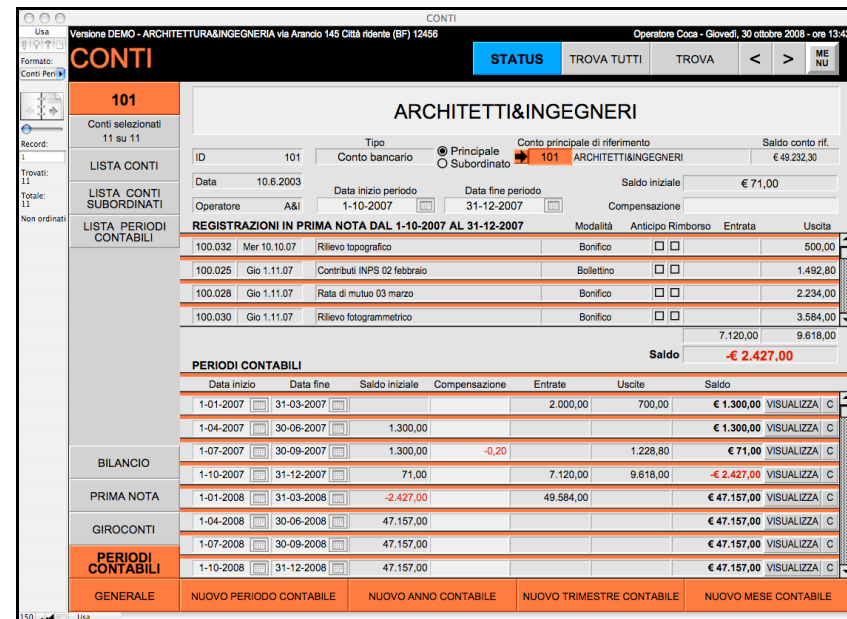 CONTI
Usa
Versione DEMO - ARCHITETTURA&INGEGNERIA via Arancio 145 Città ridente (BF) 12456
Operatore Coca - Giovedì, 30 ottobre 2008 - ore 13:42
Formato:
Conti Peri
CONTI
STATUS
TROVA TUTTI
TROVA
<
>
ME
NU
101
Conti selezionati
11 su 11
ARCHITETTI&INGEGNERI
Record:
1
Trovati:
11
Totale:
11
Non ordinati
LISTA CONTI
LISTA CONTI
SUBORDINATI
LISTA PERIODI
CONTABILI
Tipo
Conto principale di riferimento
Saldo conto rif.
ID 101 Conto bancario Principale 101 ARCHITETTI&INGEGNERI € 49.232,30
Subordinato
Data 10.6.2003 Data inizio periodo Data fine periodo Saldo iniziale € 71,00
Operatore A&I 1-10-2007 31-12-2007 Compensazione
REGISTRAZIONI IN PRIMA NOTA DAL 1-10-2007 AL 31-12-2007 Modalità Anticipo Rimborso Entrata Uscita
100.032 Mer 10.10.07 Rilievo topografico Bonifico 500,00
100.025 Gio 1.11.07 Contributi INPS 02 febbraio Bollettino 1.492,80
100.028 Gio 1.11.07 Rata di mutuo 03 marzo Bonifico 2.234,00
100.030 Gio 1.11.07 Rilievo fotogrammetrico Bonifico 3.584,00
7.120,00 9.618,00
Saldo -€ 2.427,00
PERIODI CONTABILI
Data inizio Data fine Saldo iniziale Compensazione Entrate Uscite Saldo
1-01-2007 31-03-2007 2.000,00 700,00 € 1.300,00 VISUALIZZA C
1-04-2007 30-06-2007 1.300,00 € 1.300,00 VISUALIZZA C
1-07-2007 30-09-2007 1.300,00 -0,20 1.228,80 € 71,00 VISUALIZZA C
1-10-2007 31-12-2007 71,00 7.120,00 9.618,00 -€ 2.427,00 VISUALIZZA C
1-01-2008 31-03-2008 -2.427,00 49.584,00 € 47.157,00 VISUALIZZA C
1-04-2008 30-06-2008 47.157,00 € 47.157,00 VISUALIZZA C
1-07-2008 30-09-2008 47.157,00 € 47.157,00 VISUALIZZA C
1-10-2008 31-12-2008 47.157,00 € 47.157,00 VISUALIZZA C
BILANCIO
PRIMA NOTA
GIROCONTI
PERIODI
CONTABILI
GENERALE
NUOVO PERIODO CONTABILE
NUOVO ANNO CONTABILE
NUOVO TRIMESTRE CONTABILE
NUOVO MESE CONTABILE
150
Usa